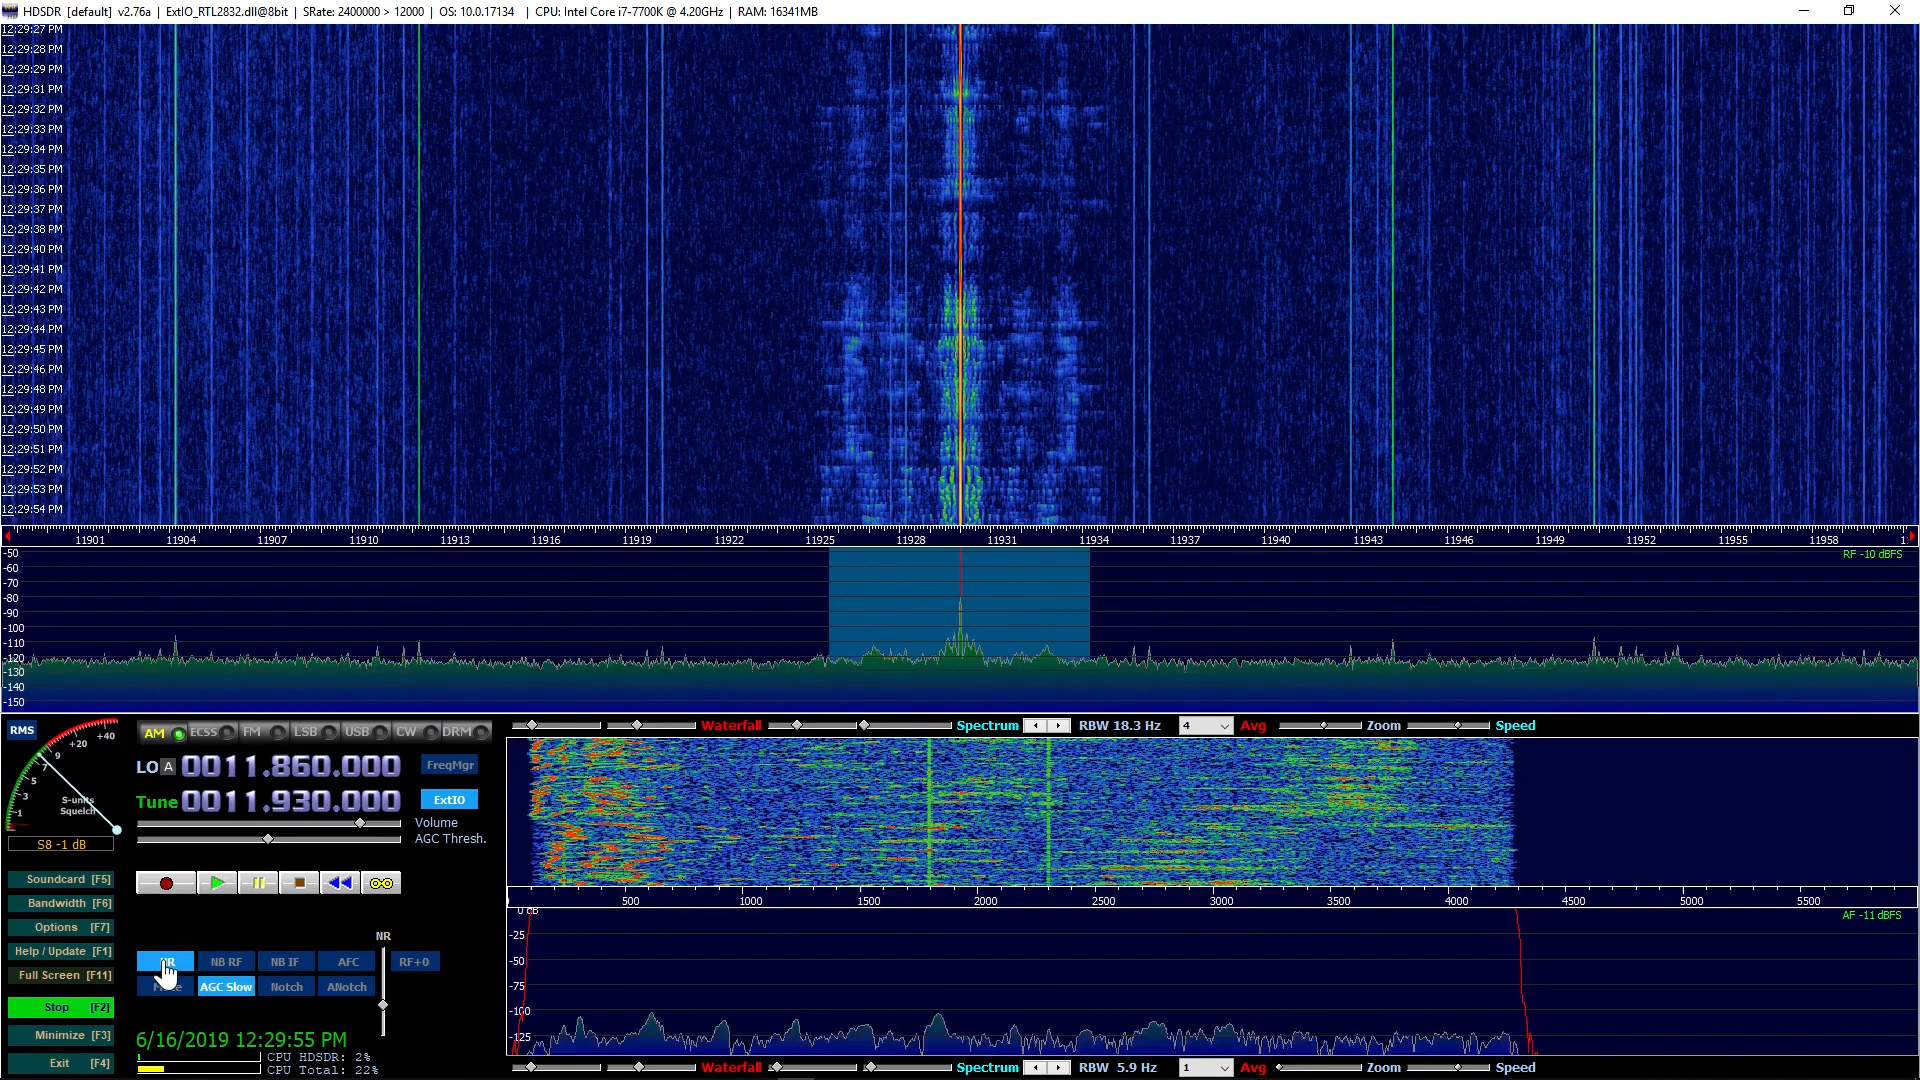 HDSDR [default] v2.76a | ExtIO_RTL2832.dll@8bit | SRate: 2400000 > 12000 | OS: 10.0.17134 | CPU: Intel Core i7-7700K @ 4.20GHz | RAM: 16341MB
12:29:27 PM
12:29:28 PM
12:29:29 PM
12:29:31 PM
12:29:32 PM
12:29:33 PM
12:29:34 PM
12:29:35 PM
12:29:36 PM
12:29:37 PM
12:29:38 PM
12:29:40 PM
12:29:41 PM
12:29:42 PM
12:29:43 PM
12:29:44 PM
12:29:45 PM
12:29:46 PM
12:29:48 PM
12:29:49 PM
12:29:50 PM
12:29:51 PM
12:29:52 PM
12:29:53 PM
12:29:54 PM
11901 11904 11907 11910 11913 11916 11919 11922 11925 11928 11931 11934 11937 11940 11943 11946 11949 11952 11955 11958
RF -10 dBFS
-50
-60
-70
-80
-90
-100
-110
-120
-130
-140
-150
RMS
+40
+20
9
7
5
3
1
S-units
Squelch
S8 -1 dB
AM ECSS FM LSB USB CW DRM
LO A 0011.860.000 FreqMgr
Tune 0011.930.000 ExtIO
Volume
AGC Thresh.
Waterfall Spectrum RBW 18.3 Hz 4 Avg Zoom Speed
Soundcard [F5]
Bandwidth [F6]
Options [F7]
Help / Update [F1]
Full Screen [F11]
Stop [F2]
Minimize [F3]
Exit [F4]
NR
NB RF NB IF AFC RF+0
AGC Slow Notch ANotch
6/16/2019 12:29:55 PM
CPU HDSDR: 2%
CPU Total: 22%
500 1000 1500 2000 2500 3000 3500 4000 4500 5000 5500
0 dB
AF -11 dBFS
-25
-50
-75
-100
-125
Waterfall Spectrum RBW 5.9 Hz 1 Avg Zoom Speed